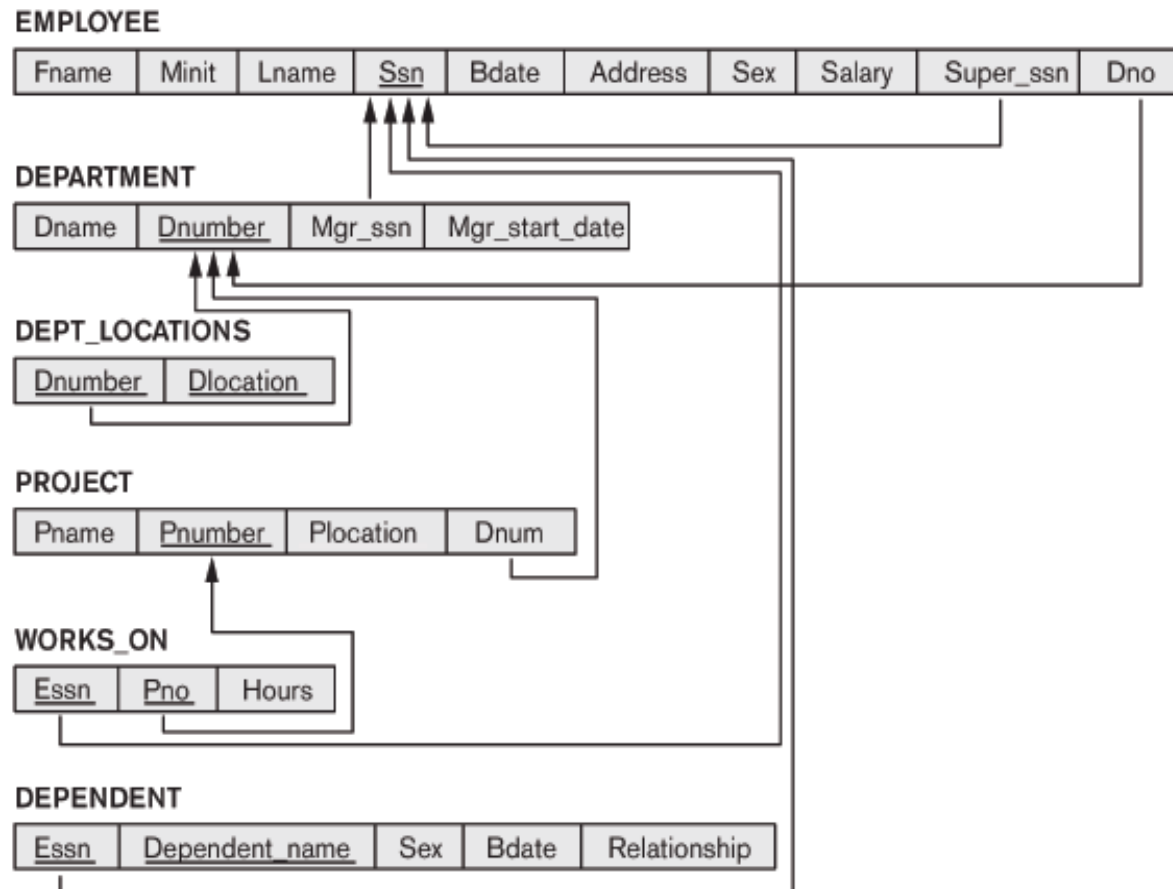 EMPLOYEE
Fname Minit Lname Ssn Bdate Address Sex Salary Super_ssn Dno
DEPARTMENT
Dname Dnumber Mgr_ssn Mgr_start_date
DEPT_LOCATIONS
Dnumber Dlocation
PROJECT
Pname Pnumber Plocation Dnum
WORKS_ON
Essn Pno Hours
DEPENDENT
Essn Dependent_name Sex Bdate Relationship